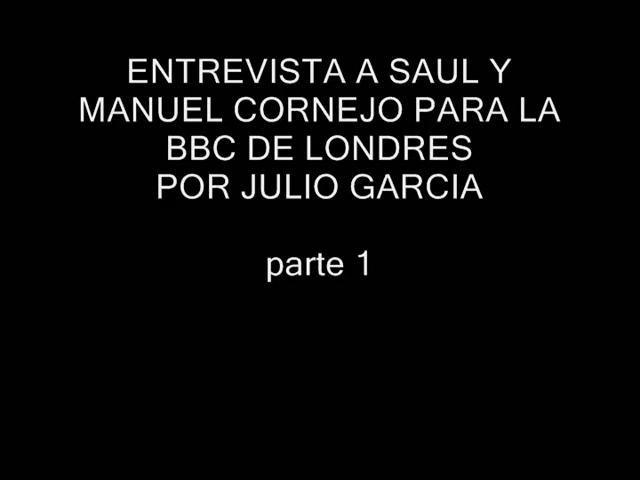 ENTREVISTA A SAUL Y
MANUEL CORNEJO PARA LA
BBC DE LONDRES
POR JULIO GARCIA
parte 1